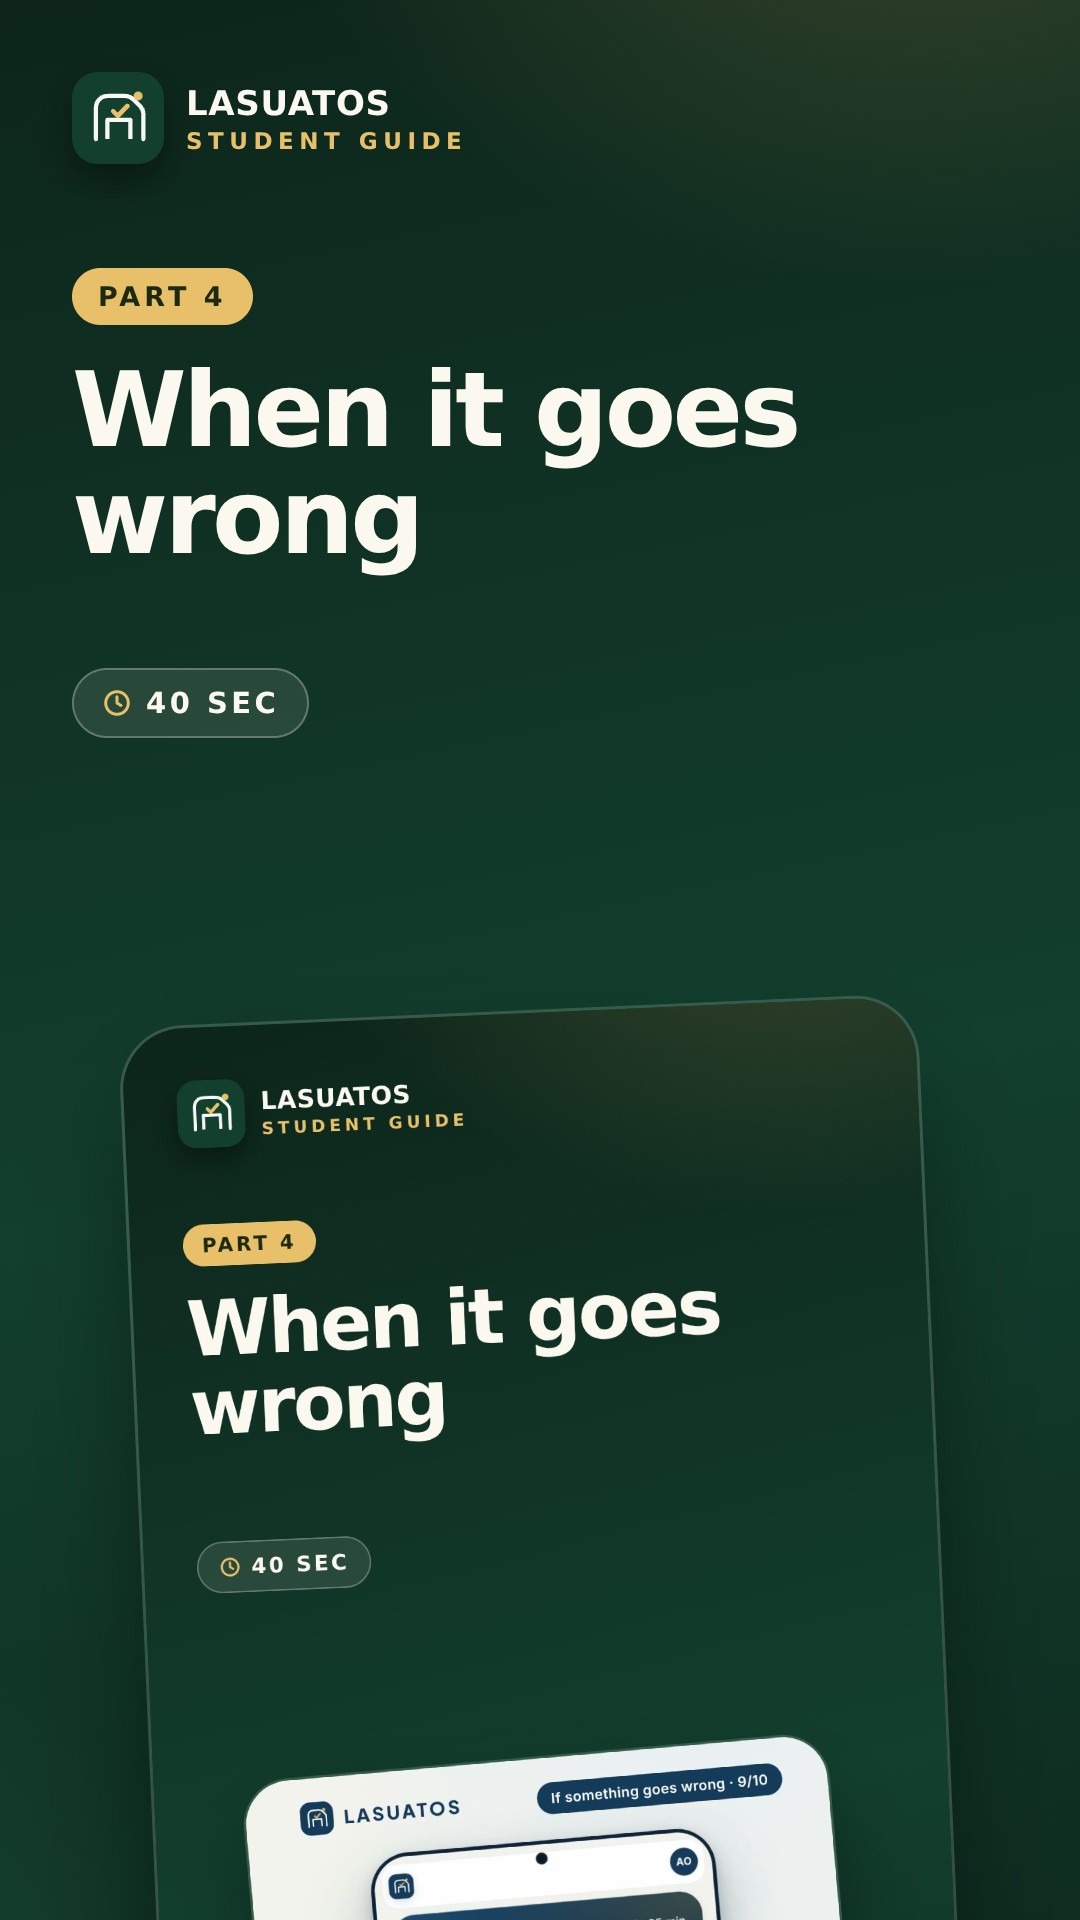 LASUATOS
STUDENT GUIDE
PART 4
When it goes
wrong
40 SEC
LASUATOS
STUDENT GUIDE
PART 4
When it goes
wrong
40 SEC
LASUATOS
If something goes wrong · 9/10
AO